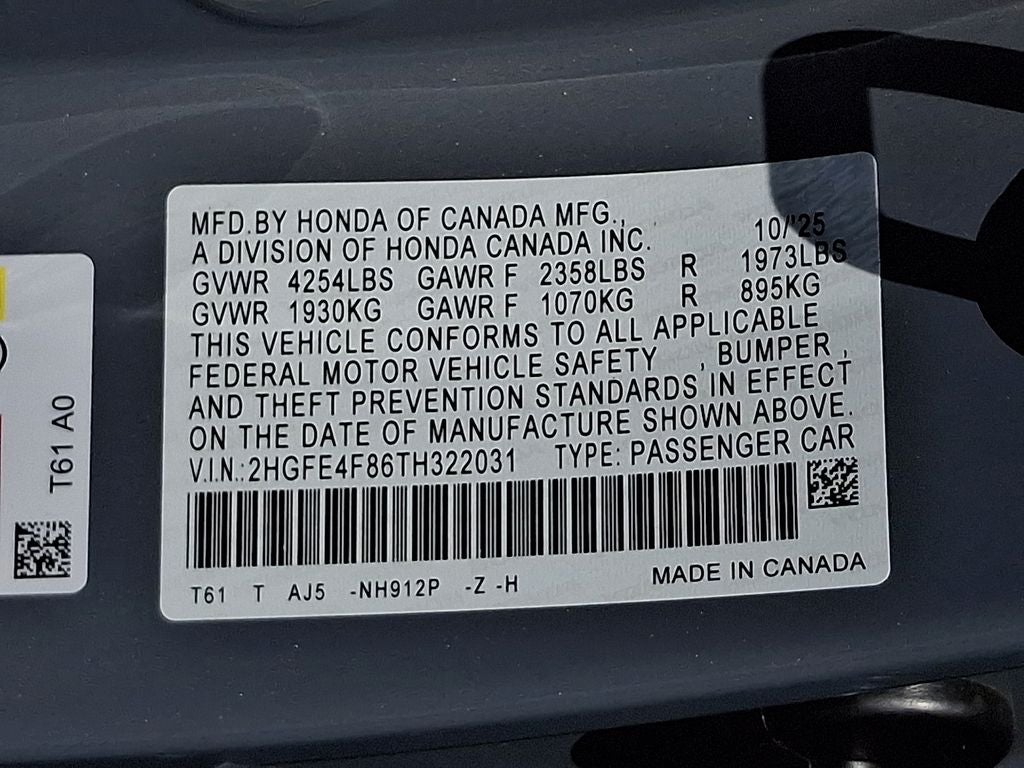 MFD.BY HONDA OF CANADA MFG., 10/'25
A DIVISION OF HONDA CANADA INC.
GVWR 4254LBS GAWR F 2358LBS R 1973LBS
GVWR 1930KG GAWR F 1070KG R 895KG
THIS VEHICLE CONFORMS TO ALL APPLICABLE
FEDERAL MOTOR VEHICLE SAFETY , BUMPER ,
AND THEFT PREVENTION STANDARDS IN EFFECT
ON THE DATE OF MANUFACTURE SHOWN ABOVE.
V.I.N.:2HGFE4F86TH322031 TYPE: PASSENGER CAR
T61 T AJ5 -NH912P -Z -H MADE IN CANADA
T61 A0